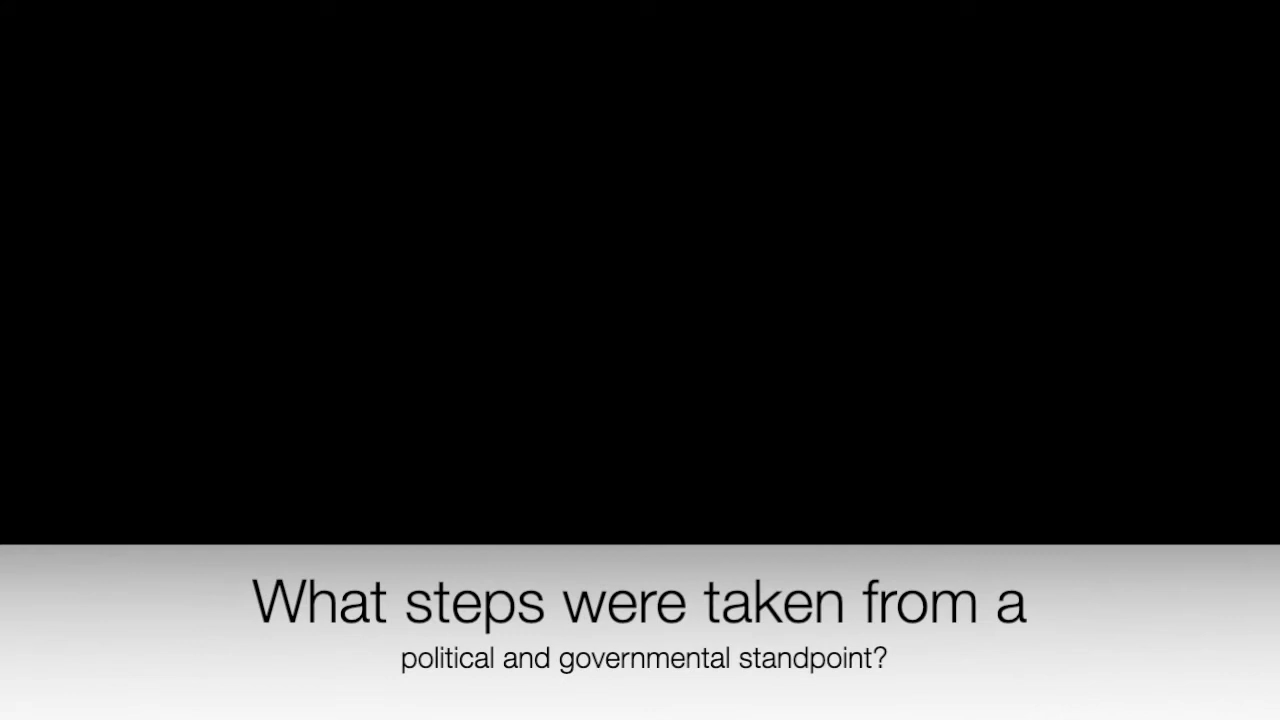 What steps were taken from a
political and governmental standpoint?